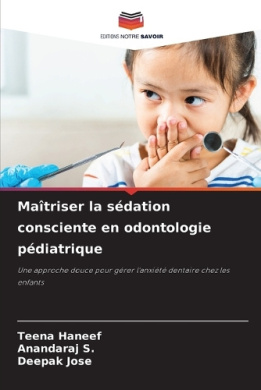 EDITIONS NOTRE SAVOIR
Maîtriser la sédation
consciente en odontologie
pédiatrique
Une approche douce pour gérer l'anxiété dentaire chez les
enfants
Teena Haneef
Anandaraj S.
Deepak Jose